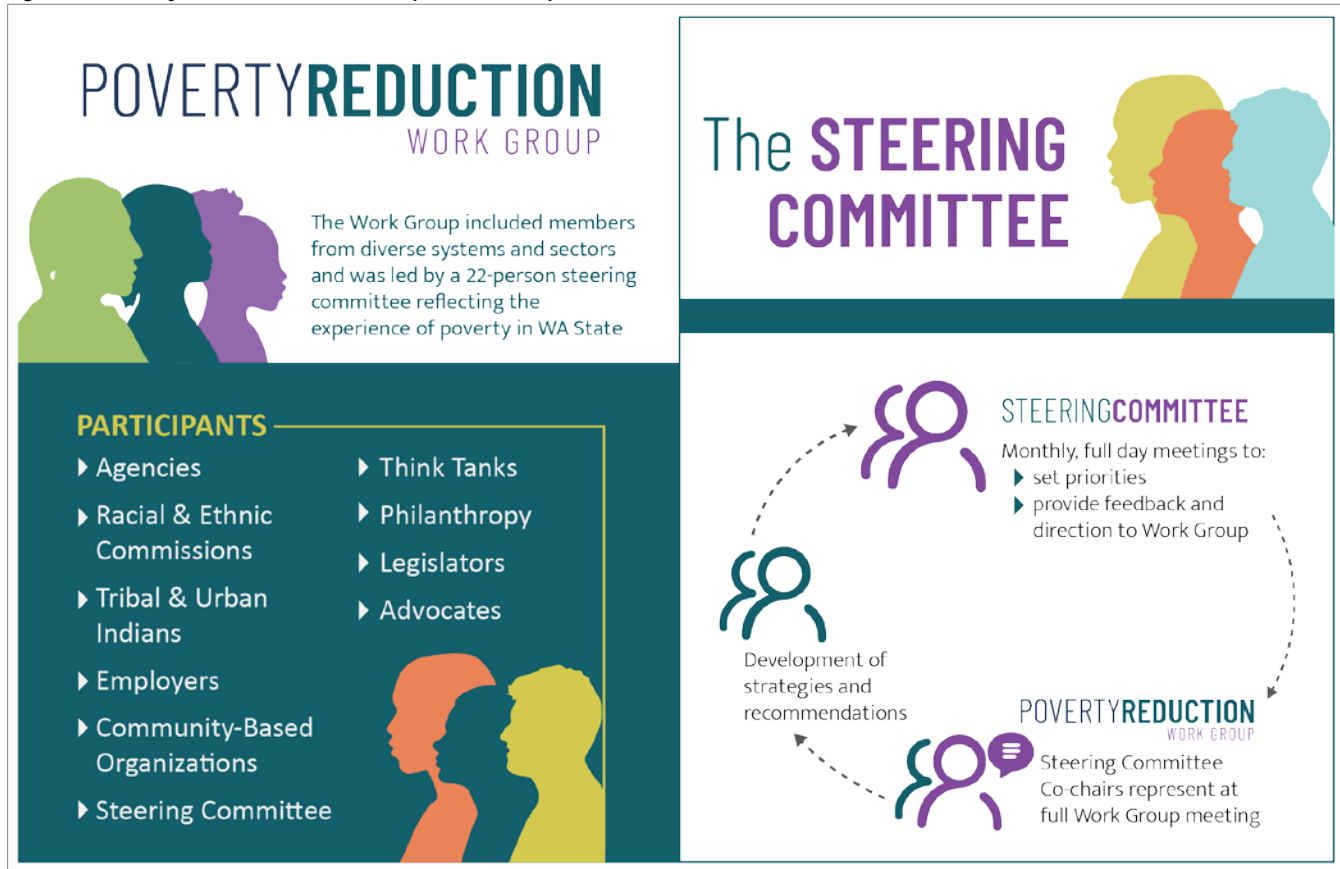 POVERTYREDUCTION
WORK GROUP
The Work Group included members
from diverse systems and sectors
and was led by a 22-person steering
committee reflecting the
experience of poverty in WA State
PARTICIPANTS
Agencies
Racial & Ethnic
Commissions
Tribal & Urban
Indians
Employers
Community-Based
Organizations
Steering Committee
Think Tanks
Philanthropy
Legislators
Advocates
The STEERING
COMMITTEE
STEERINGCOMMITTEE
Monthly, full day meetings to:
set priorities
provide feedback and
direction to Work Group
POVERTYREDUCTION
WORK GROUP
Steering Committee
Co-chairs represent at
full Work Group meeting
Development of
strategies and
recommendations